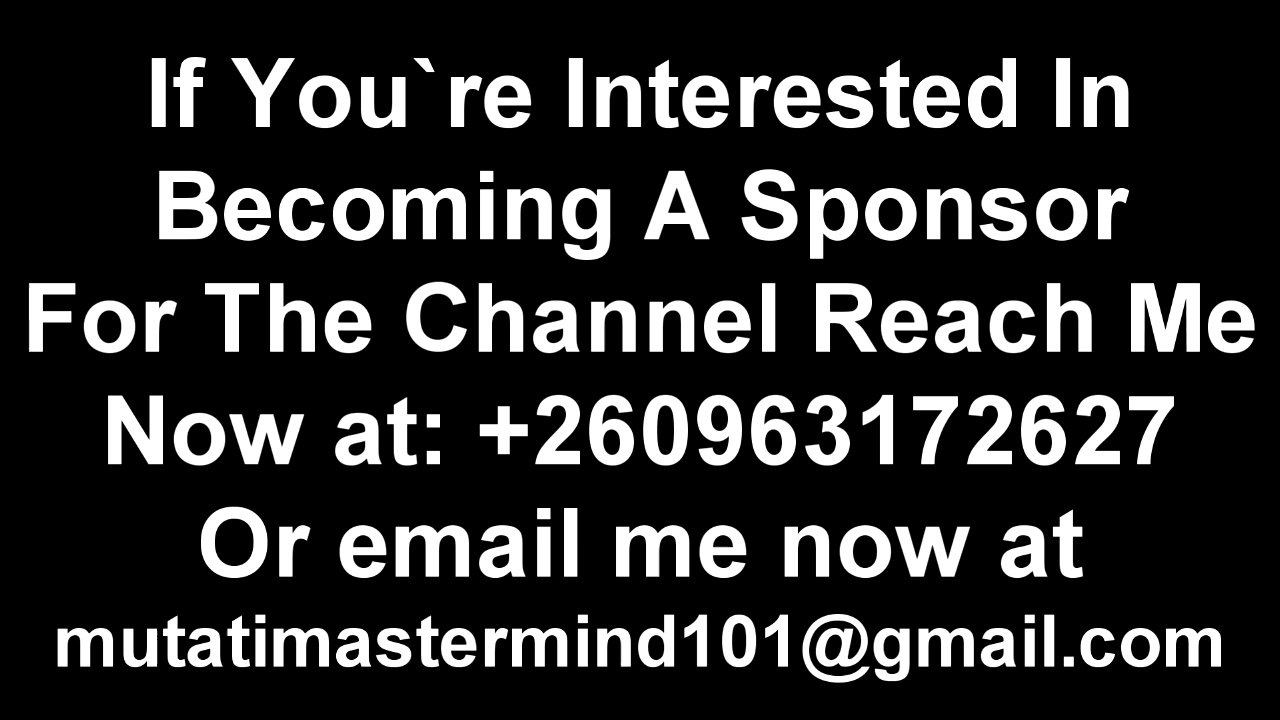 If You`re Interested In
Becoming A Sponsor
For The Channel Reach Me
Now at: +260963172627
Or email me now at
mutatimastermind101@gmail.com